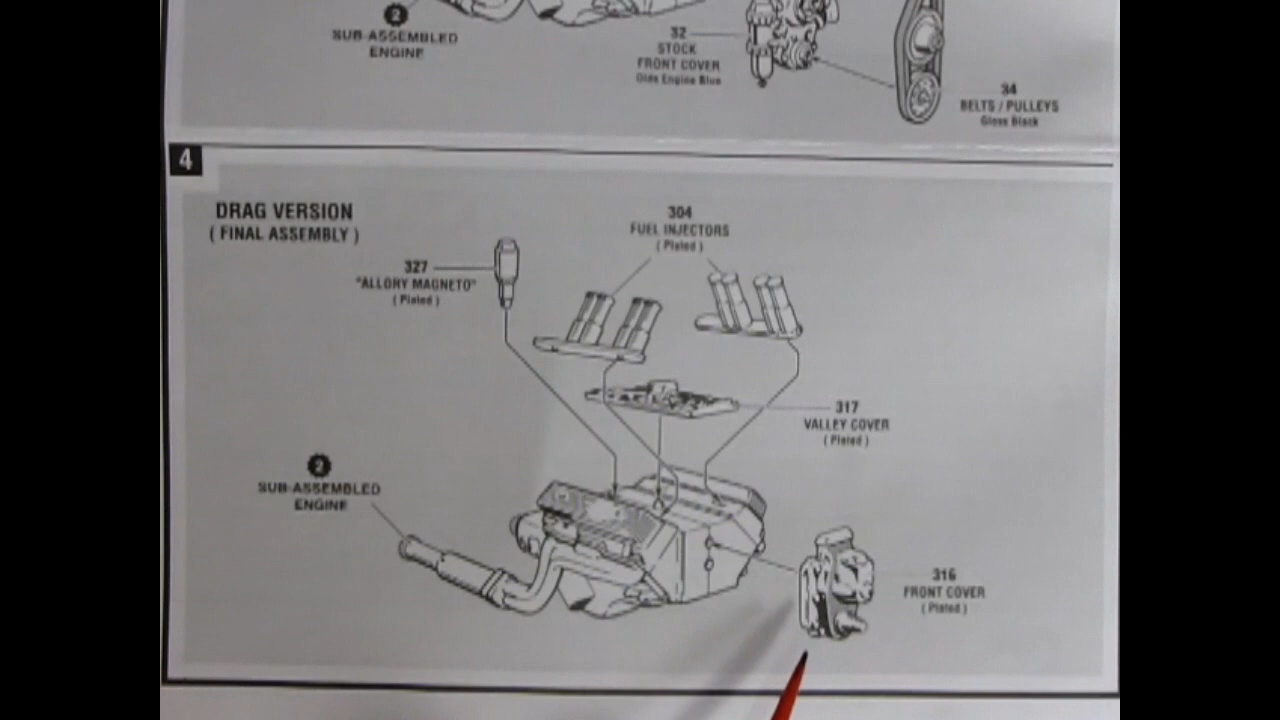 2
SUB-ASSEMBLED
ENGINE
32
STOCK
FRONT COVER
Olds Engine Blue
34
BELTS / PULLEYS
Gloss Black
4
DRAG VERSION
( FINAL ASSEMBLY )
304
FUEL INJECTORS
( Plated )
327
"ALLORY MAGNETO"
( Plated )
317
VALLEY COVER
( Plated )
2
SUB-ASSEMBLED
ENGINE
316
FRONT COVER
( Plated )